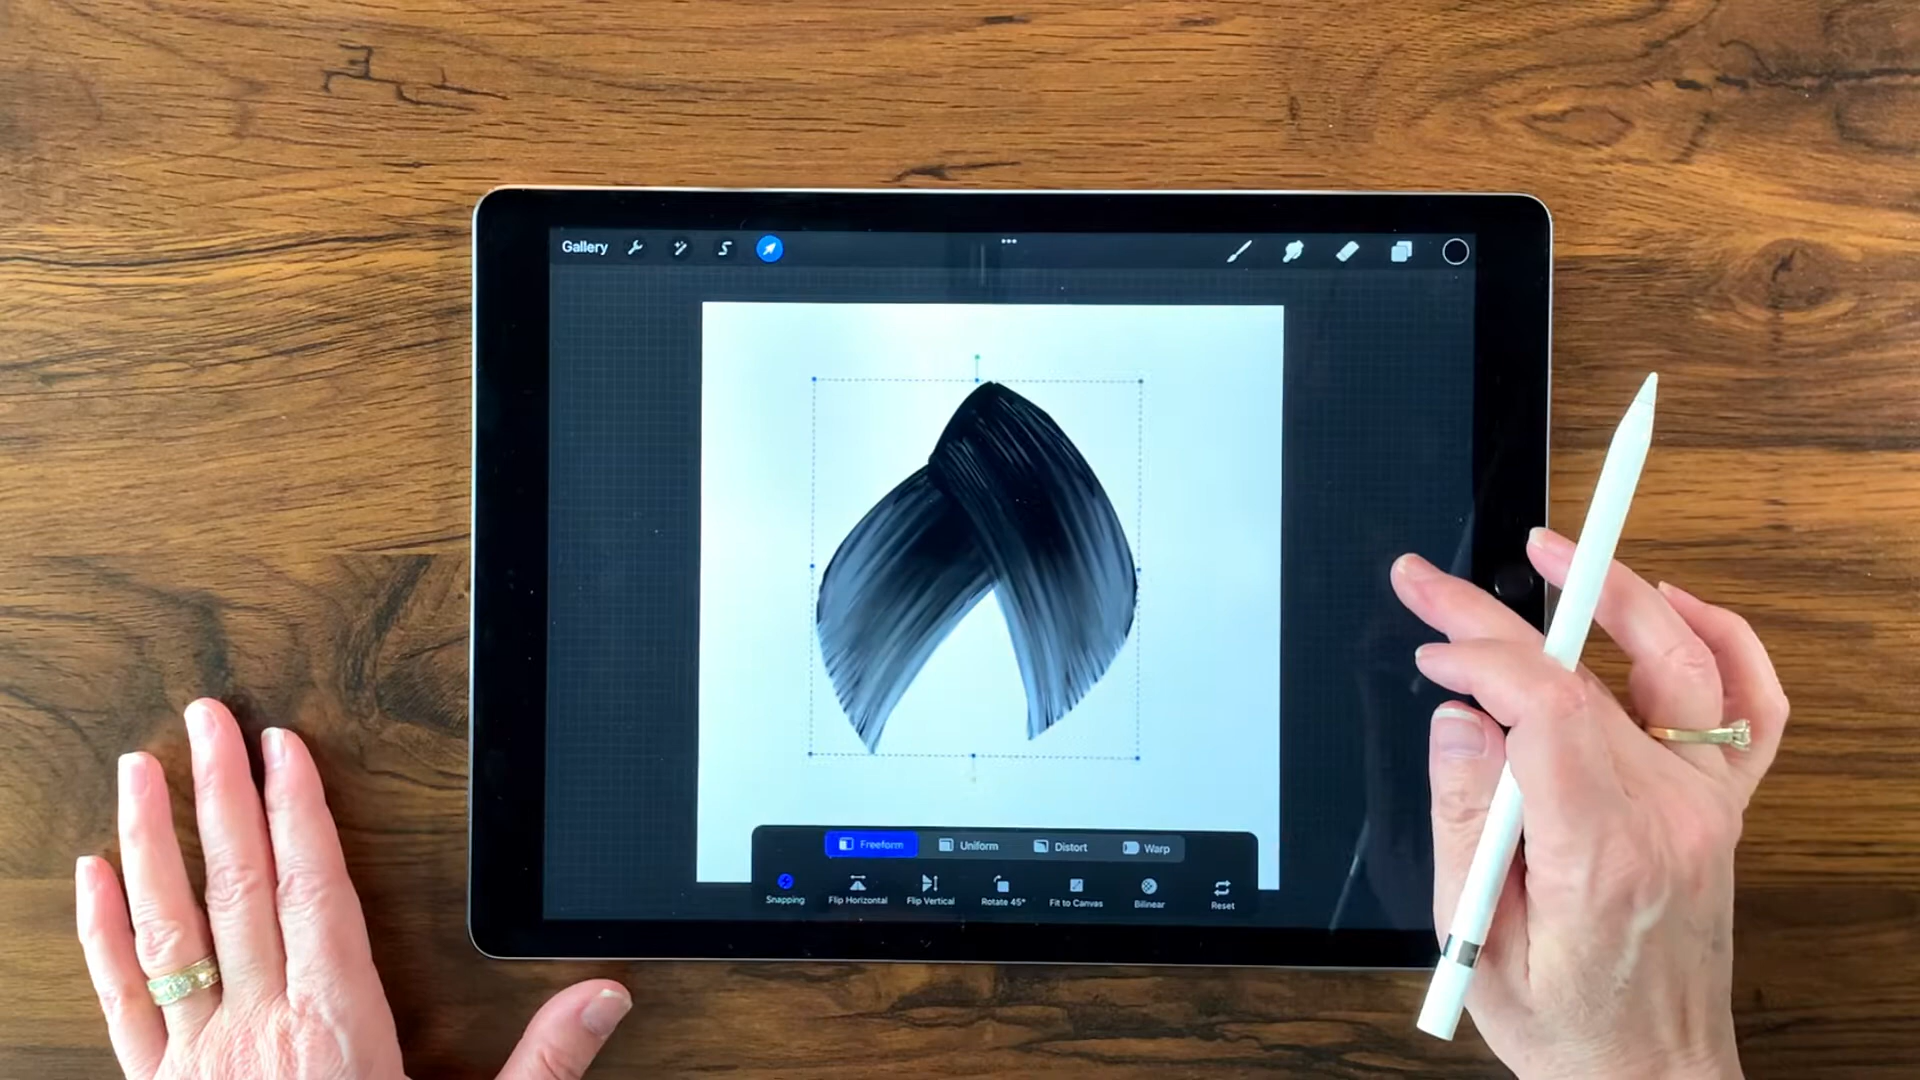 Gallery
Freeform Uniform Distort Warp
Snapping Flip Horizontal Flip Vertical Rotate 45° Fit to Canvas Bilinear Reset